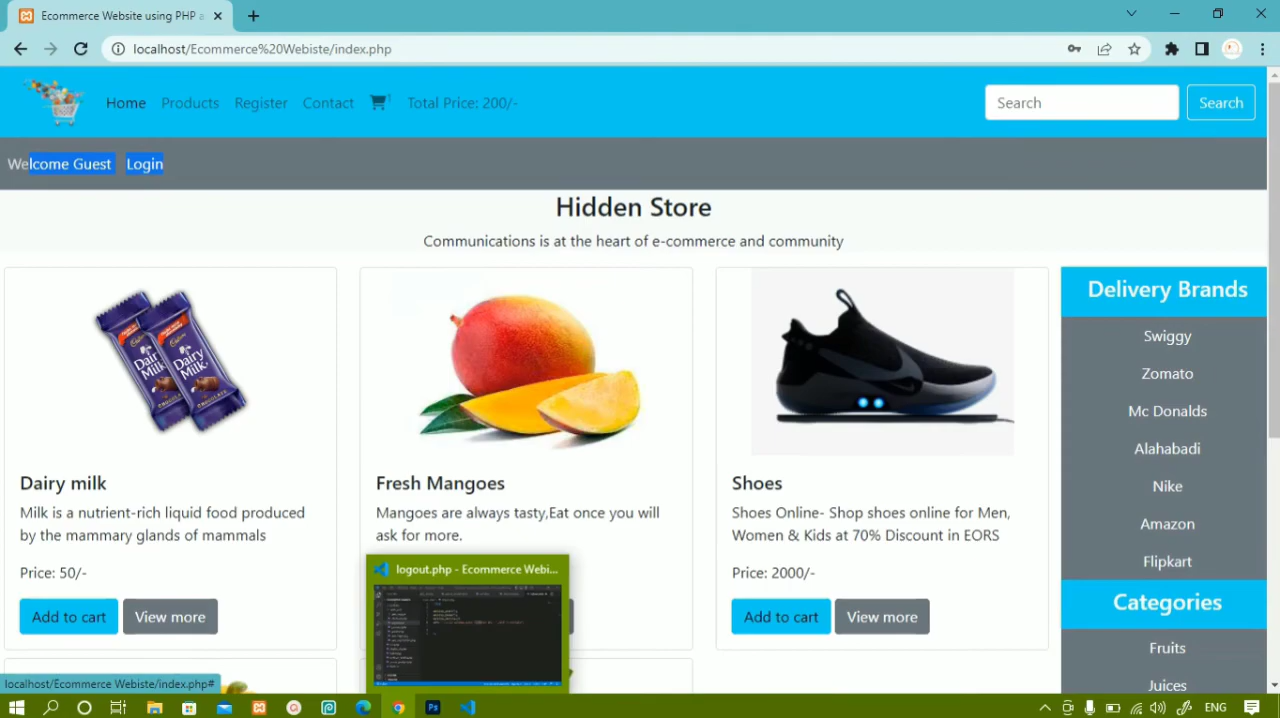 Ecommerce Website using PHP a
localhost/Ecommerce%20Webiste/index.php
Home Products Register Contact 1 Total Price: 200/-
Search Search
Welcome Guest Login
Hidden Store
Communications is at the heart of e-commerce and community
Dairy milk
Milk is a nutrient-rich liquid food produced
by the mammary glands of mammals
Price: 50/-
Add to cart View more
Fresh Mangoes
Mangoes are always tasty,Eat once you will
ask for more.
Shoes
Shoes Online- Shop shoes online for Men,
Women & Kids at 70% Discount in EORS
Price: 2000/-
Add to cart View more
Delivery Brands
Swiggy
Zomato
Mc Donalds
Alahabadi
Nike
Amazon
Flipkart
Categories
Fruits
Juices
logout.php - Ecommerce Webi...
localhost/Ecommerce Webiste/index.php#
Ps
ENG